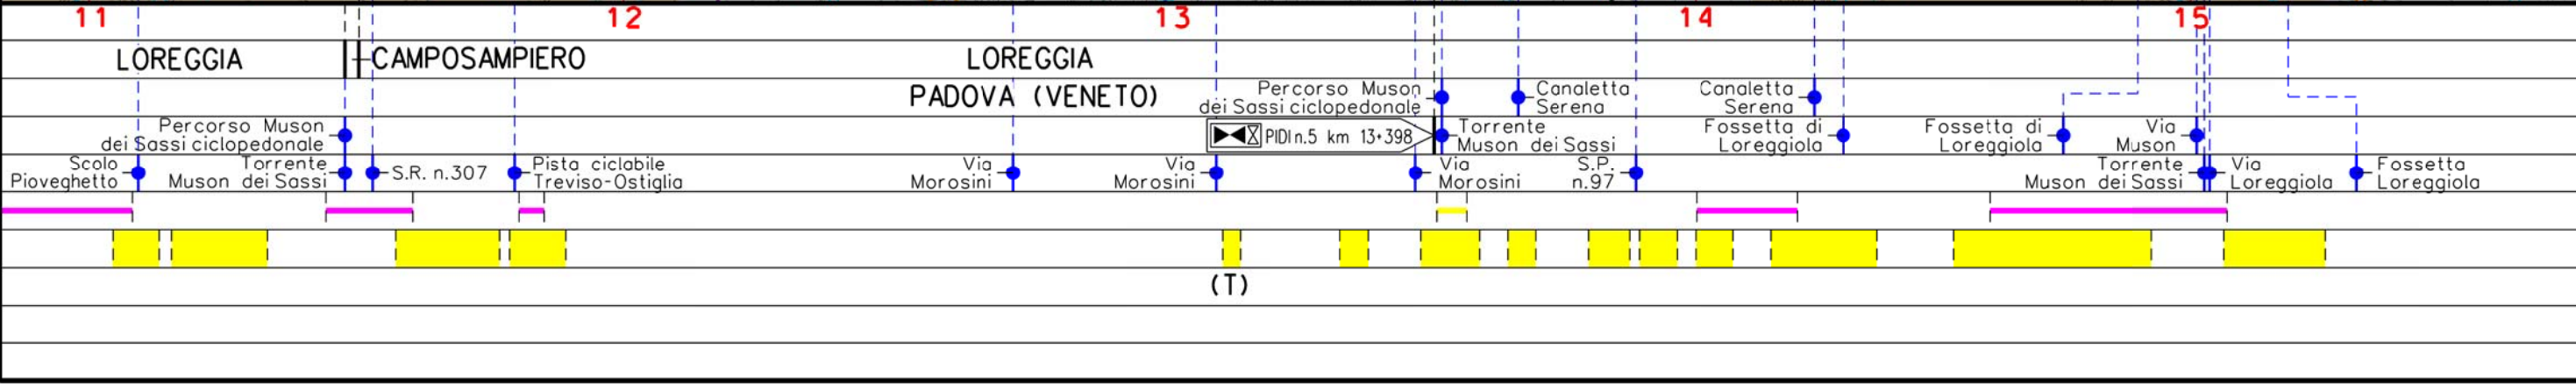 11 12 13 14 15
LOREGGIA CAMPOSAMPIERO LOREGGIA
PADOVA (VENETO)
Percorso Muson
dei Sassi ciclopedonale
Canaletta
Serena
Canaletta
Serena
Percorso Muson
dei Sassi ciclopedonale
PIDI n.5 km 13+398
Torrente
Muson dei Sassi
Fossetta di
Loreggiola
Fossetta di
Loreggiola
Via
Muson
Scolo
Pioveghetto
Torrente
Muson dei Sassi
S.R. n.307
Pista ciclabile
Treviso-Ostiglia
Via
Morosini
Via
Morosini
Via
Morosini
S.P.
n.97
Torrente
Muson dei Sassi
Via
Loreggiola
Fossetta
Loreggiola
(T)